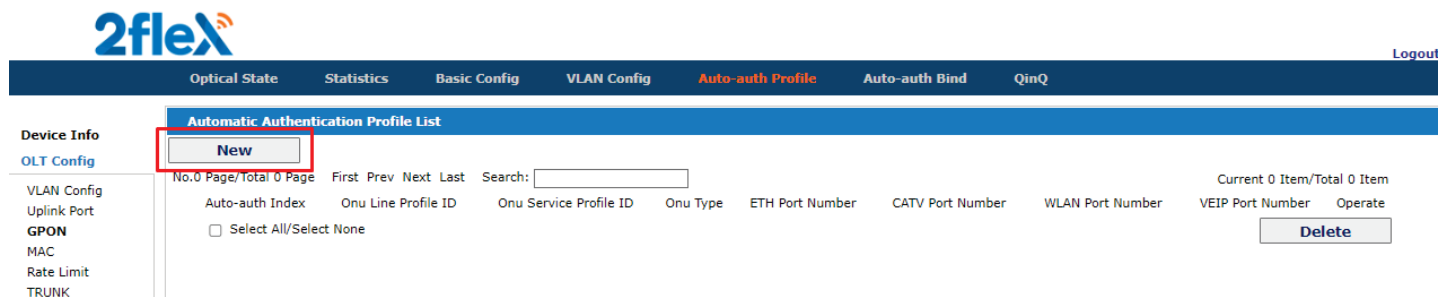 2flex
Logout
Optical State Statistics Basic Config VLAN Config Auto-auth Profile Auto-auth Bind QinQ
Device Info
OLT Config
VLAN Config
Uplink Port
GPON
MAC
Rate Limit
TRUNK
Automatic Authentication Profile List
New
No.0 Page/Total 0 Page First Prev Next Last Search: Current 0 Item/Total 0 Item
Auto-auth Index Onu Line Profile ID Onu Service Profile ID Onu Type ETH Port Number CATV Port Number WLAN Port Number VEIP Port Number Operate
Select All/Select None Delete